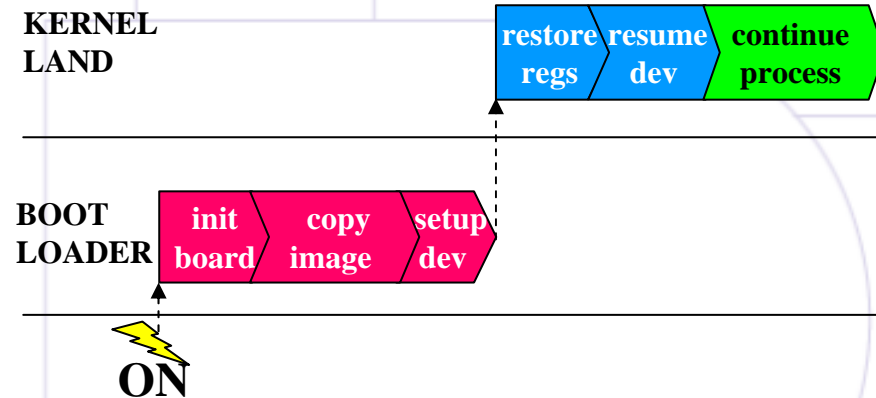 KERNEL
LAND
restore
regs
resume
dev
continue
process
BOOT
LOADER
init
board
copy
image
setup
dev
ON